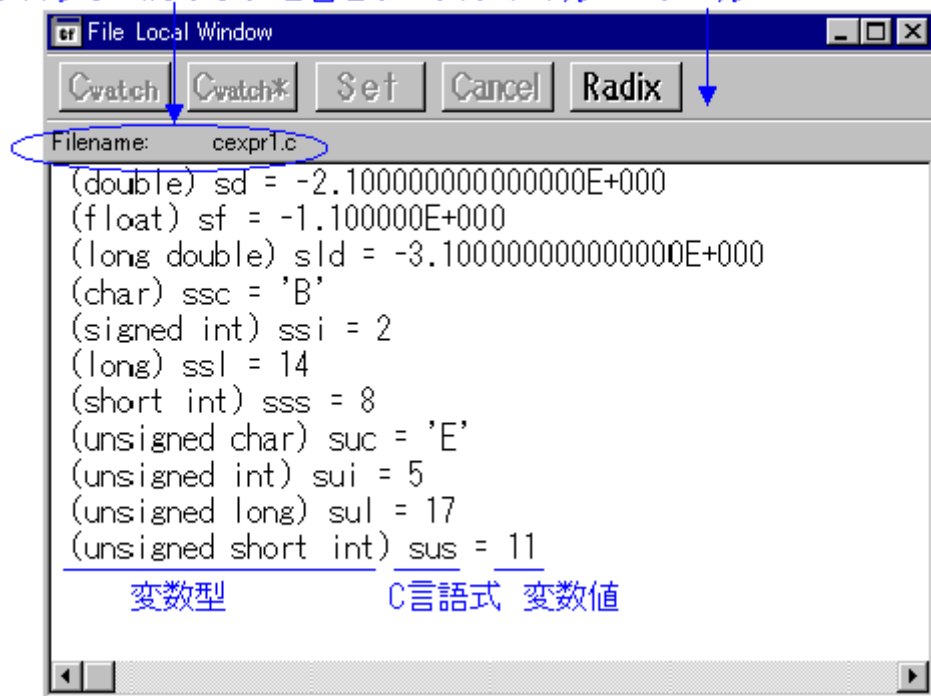 File Local Window
Cwatch Cwatch* Set Cancel Radix
Filename: cexpr1.c
(double) sd = -2.100000000000000E+000
(float) sf = -1.100000E+000
(long double) sld = -3.100000000000000E+000
(char) ssc = 'B'
(signed int) ssi = 2
(long) ssl = 14
(short int) sss = 8
(unsigned char) suc = 'E'
(unsigned int) sui = 5
(unsigned long) sul = 17
(unsigned short int) sus = 11
変数型 C言語式 変数値